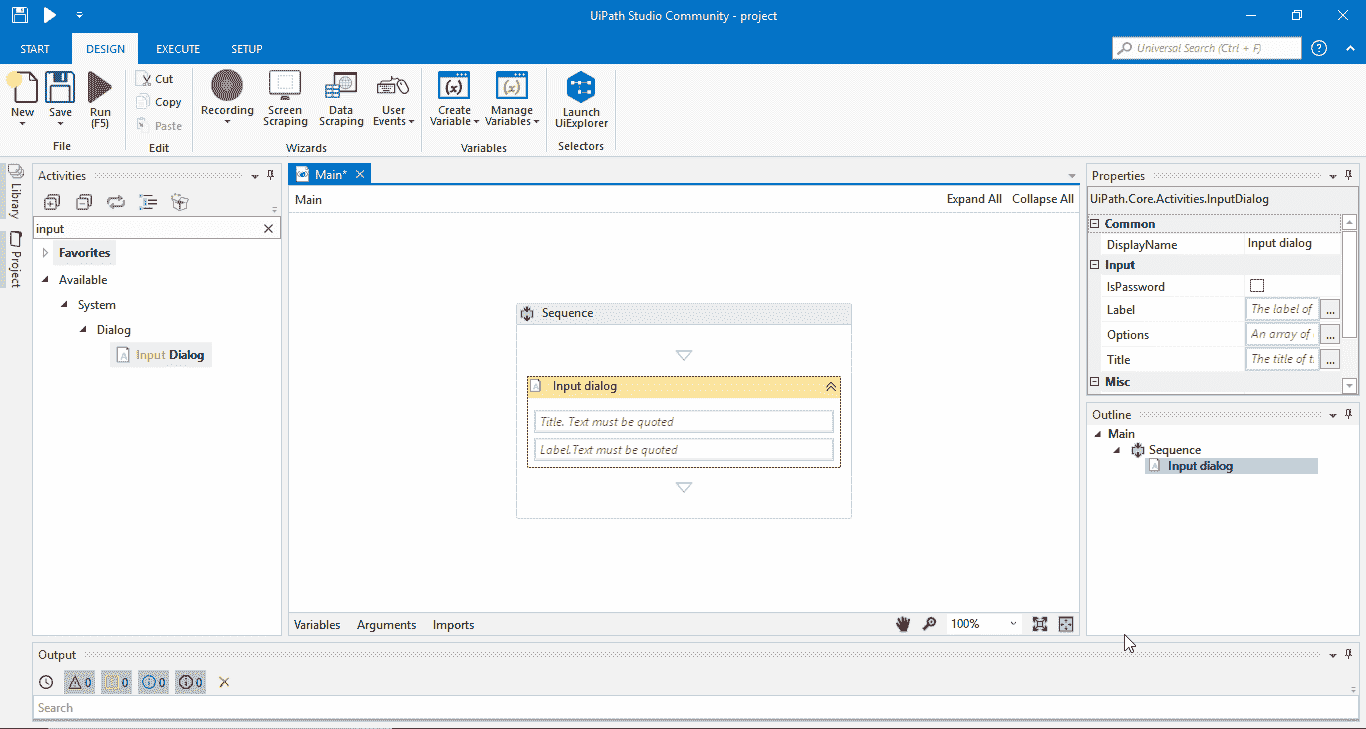 UiPath Studio Community - project
START DESIGN EXECUTE SETUP
Universal Search (Ctrl + F)
New Save Run (F5)
File
Cut
Copy
Paste
Edit
Recording Screen Scraping Data Scraping User Events
Wizards
Create Variable Manage Variables
Variables
Launch UiExplorer
Selectors
Library
Project
Activities
input
Favorites
Available
System
Dialog
Input Dialog
Main*
Main Expand All Collapse All
Sequence
Input dialog
Title. Text must be quoted
Label.Text must be quoted
Variables Arguments Imports 100%
Properties
UiPath.Core.Activities.InputDialog
Common
DisplayName Input dialog
Input
IsPassword
Label The label of ...
Options An array of ...
Title The title of t ...
Misc
Outline
Main
Sequence
Input dialog
Output
0 0 0 0
Search